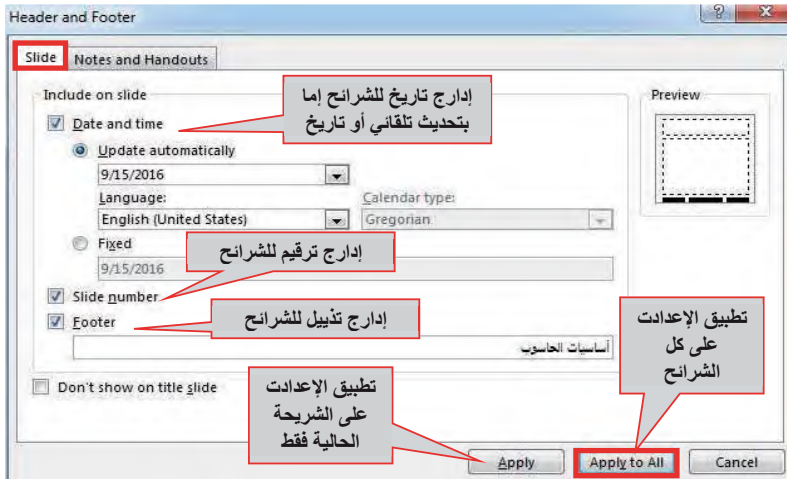 Header and Footer
Slide
Notes and Handouts
Include on slide
Preview
إدارج تاريخ للشرائح إما
بتحديث تلقائي أو تاريخ
Date and time
Update automatically
9/15/2016
Language:
Calendar type:
English (United States)
Gregorian
Fixed
إدارج ترقيم للشرائح
9/15/2016
Slide number
Footer
إدارج تذييل للشرائح
أساسيات الحاسوب
تطبيق الإعدادت
على كل
الشرائح
Don't show on title slide
تطبيق الإعدادت
على الشريحة
الحالية فقط
Apply
Apply to All
Cancel